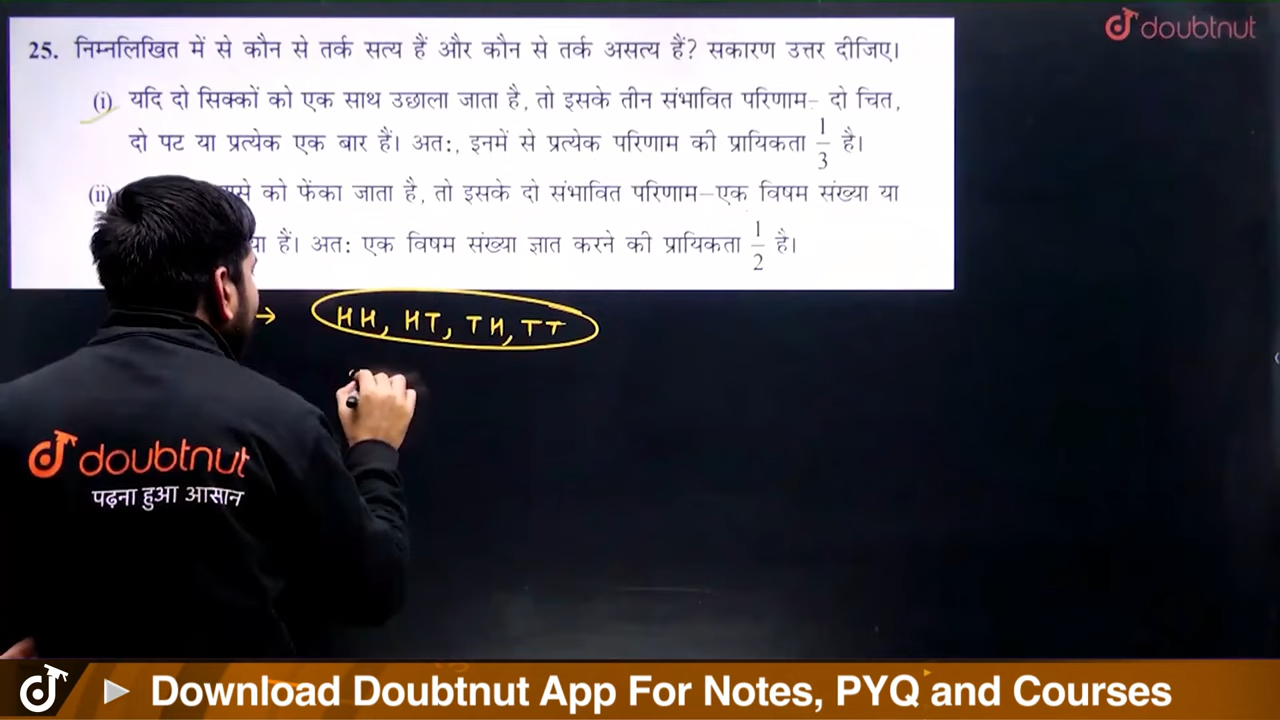 doubtnut
25. निम्नलिखित में से कौन से तर्क सत्य हैं और कौन से तर्क असत्य हैं? सकारण उत्तर दीजिए।
(i) यदि दो सिक्कों को एक साथ उछाला जाता है, तो इसके तीन संभावित परिणाम– दो चित,
दो पट या प्रत्येक एक बार हैं। अतः, इनमें से प्रत्येक परिणाम की प्रायिकता 1/3 है।
(ii) को फेंका जाता है, तो इसके दो संभावित परिणाम–एक विषम संख्या या
हैं। अतः एक विषम संख्या ज्ञात करने की प्रायिकता 1/2 है।
→ HH, HT, TH, TT
doubtnut
पढ़ना हुआ आसान
Download Doubtnut App For Notes, PYQ and Courses